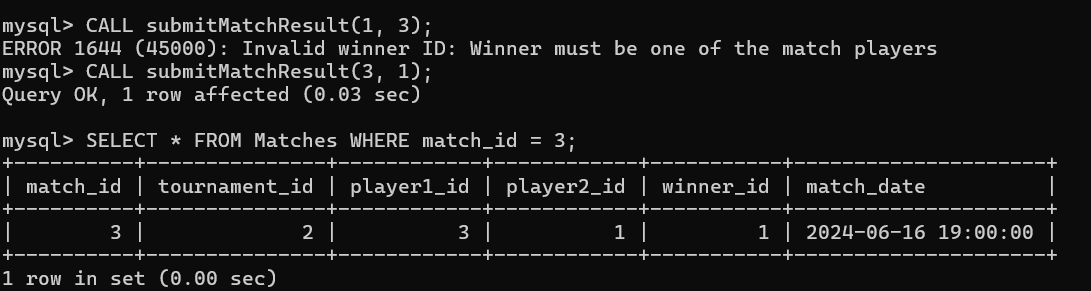 mysql> CALL submitMatchResult(1, 3);
ERROR 1644 (45000): Invalid winner ID: Winner must be one of the match players
mysql> CALL submitMatchResult(3, 1);
Query OK, 1 row affected (0.03 sec)

mysql> SELECT * FROM Matches WHERE match_id = 3;
+----------+---------------+------------+------------+-----------+---------------------+
| match_id | tournament_id | player1_id | player2_id | winner_id | match_date          |
+----------+---------------+------------+------------+-----------+---------------------+
|        3 |             2 |          3 |          1 |         1 | 2024-06-16 19:00:00 |
+----------+---------------+------------+------------+-----------+---------------------+
1 row in set (0.00 sec)